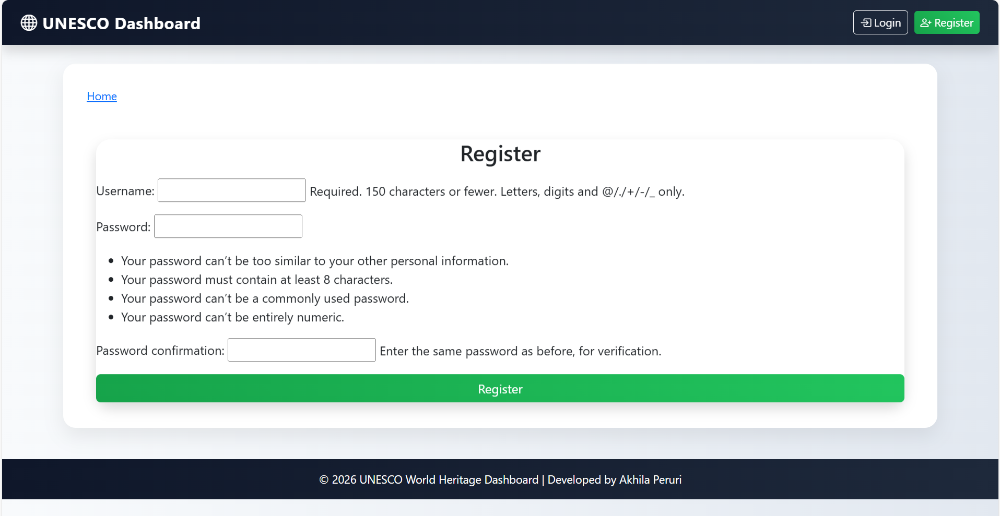 UNESCO Dashboard
Login
Register
Home
Register
Username: Required. 150 characters or fewer. Letters, digits and @/./+/-/_ only.
Password:
Your password can’t be too similar to your other personal information.
Your password must contain at least 8 characters.
Your password can’t be a commonly used password.
Your password can’t be entirely numeric.
Password confirmation: Enter the same password as before, for verification.
Register
© 2026 UNESCO World Heritage Dashboard | Developed by Akhila Peruri